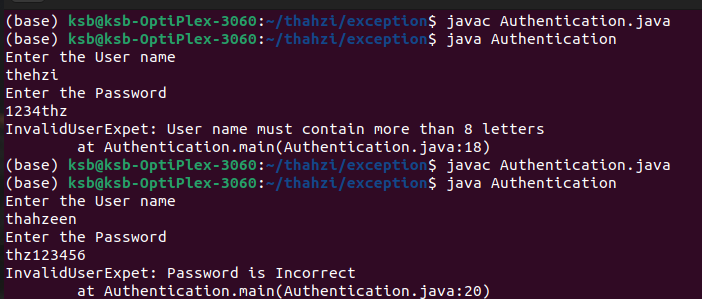 (base) ksb@ksb-OptiPlex-3060:~/thahzi/exception$ javac Authentication.java
(base) ksb@ksb-OptiPlex-3060:~/thahzi/exception$ java Authentication
Enter the User name
thehzi
Enter the Password
1234thz
InvalidUserExpet: User name must contain more than 8 letters
        at Authentication.main(Authentication.java:18)
(base) ksb@ksb-OptiPlex-3060:~/thahzi/exception$ javac Authentication.java
(base) ksb@ksb-OptiPlex-3060:~/thahzi/exception$ java Authentication
Enter the User name
thahzeen
Enter the Password
thz123456
InvalidUserExpet: Password is Incorrect
        at Authentication.main(Authentication.java:20)